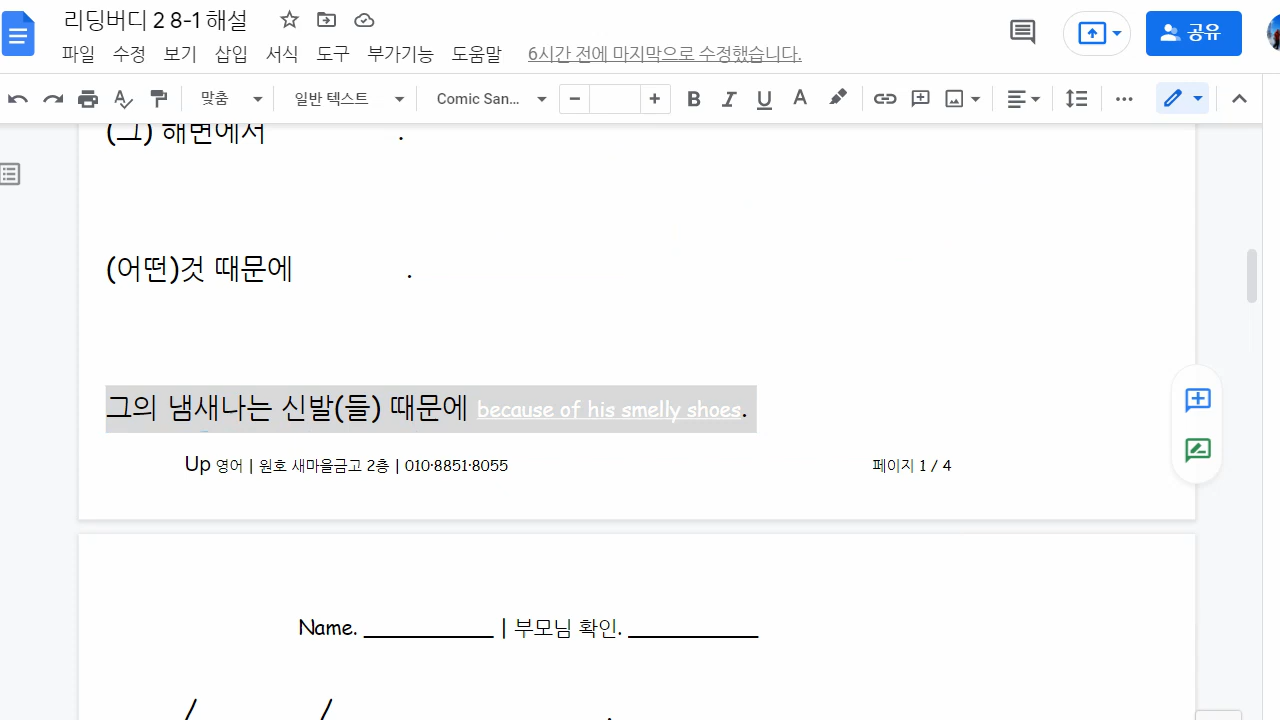 리딩버디 2 8-1 해설
파일 수정 보기 삽입 서식 도구 부가기능 도움말 6시간 전에 마지막으로 수정했습니다.
공유
맞춤 일반 텍스트 Comic San... − + B I U A
(그) 해변에서 .
(어떤)것 때문에 .
그의 냄새나는 신발(들) 때문에 because of his smelly shoes.
Up 영어 | 원호 새마을금고 2층 | 010·8851·8055 페이지 1 / 4
Name. ____________ | 부모님 확인. ____________
/ / .